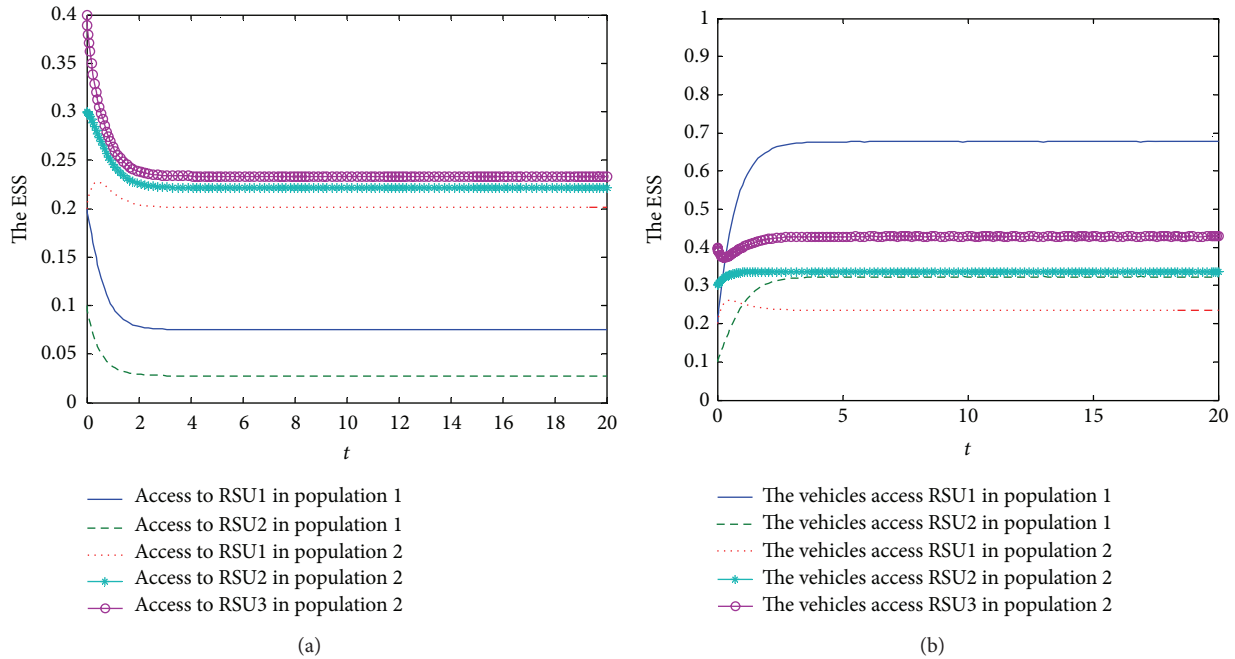 0.4
0.35
0.3
0.25
0.2
0.15
0.1
0.05
0
The ESS
0 2 4 6 8 10 12 14 16 18 20
t
Access to RSU1 in population 1
Access to RSU2 in population 1
Access to RSU1 in population 2
Access to RSU2 in population 2
Access to RSU3 in population 2
(a)
1
0.9
0.8
0.7
0.6
0.5
0.4
0.3
0.2
0.1
0
The ESS
0 5 10 15 20
t
The vehicles access RSU1 in population 1
The vehicles access RSU2 in population 1
The vehicles access RSU1 in population 2
The vehicles access RSU2 in population 2
The vehicles access RSU3 in population 2
(b)